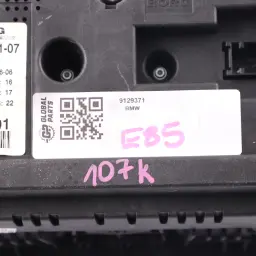 G
1-07
5-06
: 16
: 17
: 22
01
GLOBAL
PARTS
9129371
BMW
E85
107k